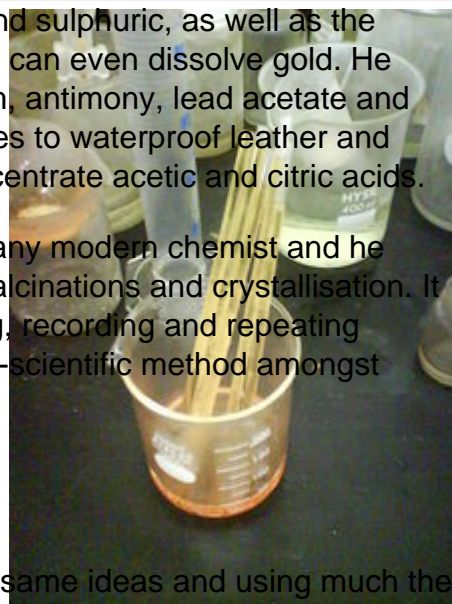 nd sulphuric, as well as the
can even dissolve gold. He
n, antimony, lead acetate and
es to waterproof leather and
centrate acetic and citric acids.
any modern chemist and he
alcinations and crystallisation. It
g, recording and repeating
-scientific method amongst
same ideas and using much the
400
200